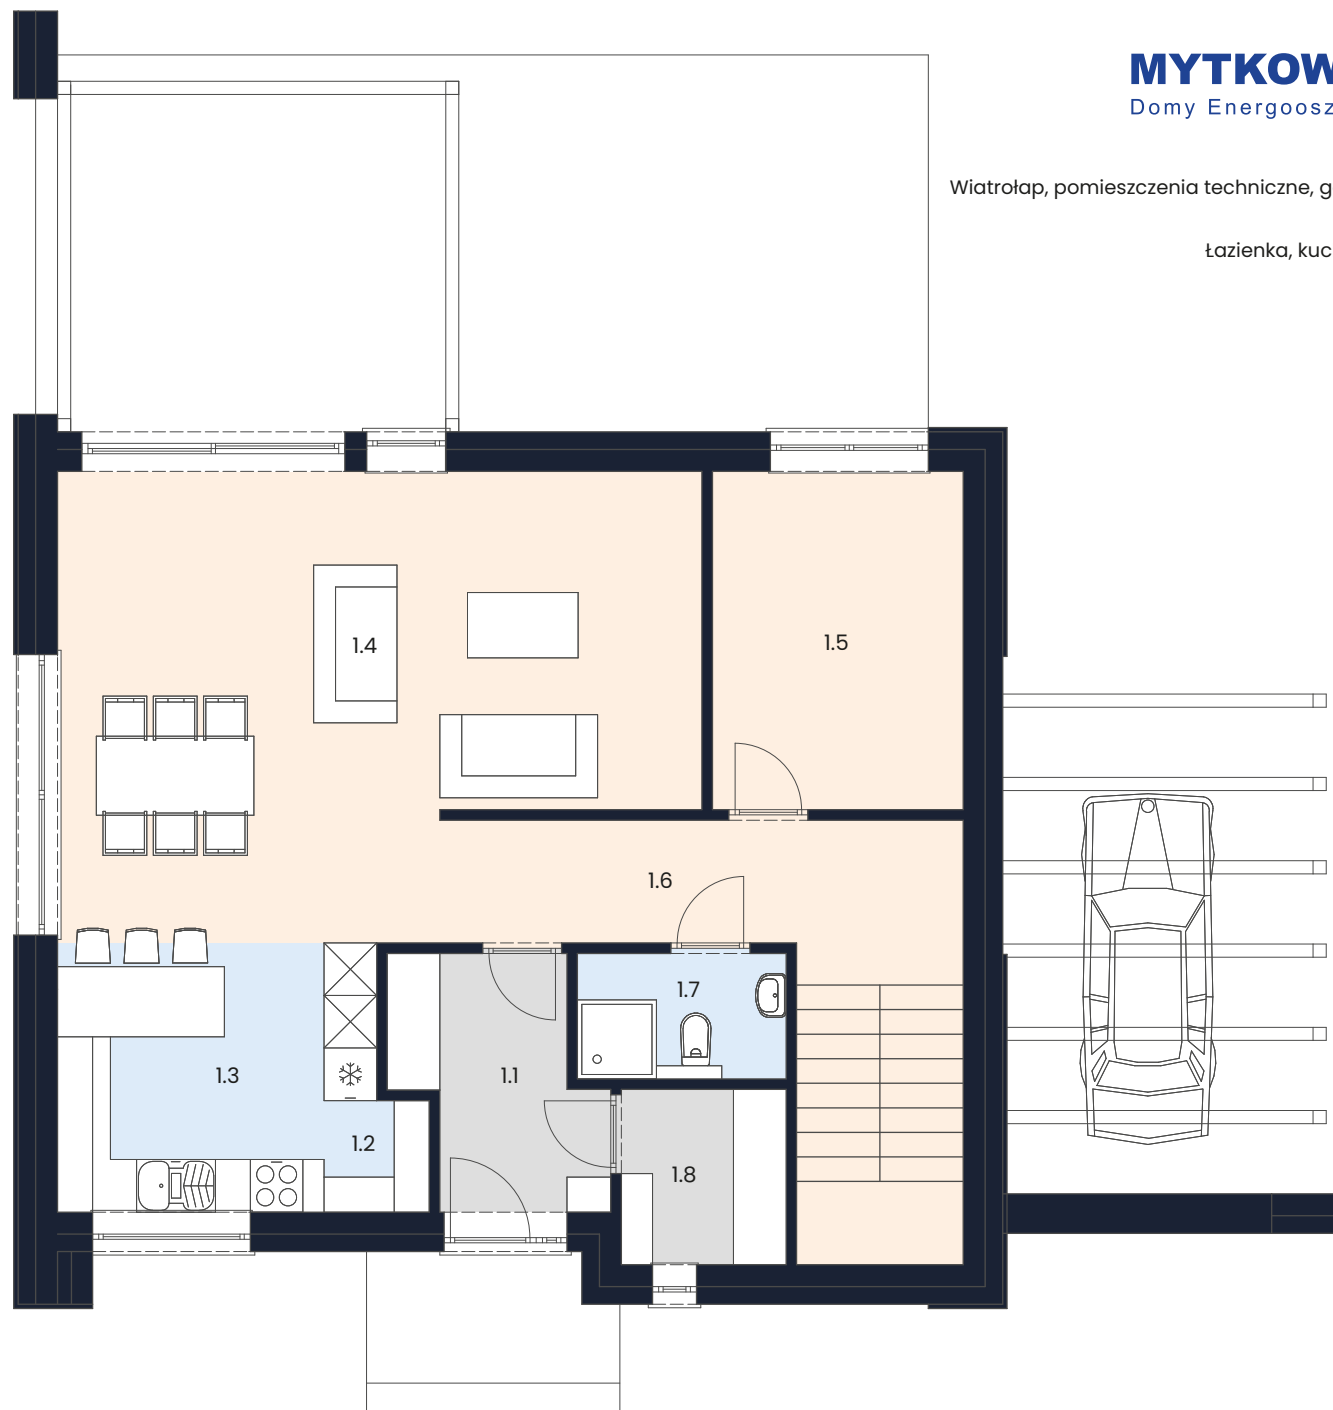 MYTKOW
Domy Energoosz
Wiatrołap, pomieszczenia techniczne, g
Łazienka, kuc
1.4
1.5
1.6
1.7
1.3
1.1
1.2
1.8